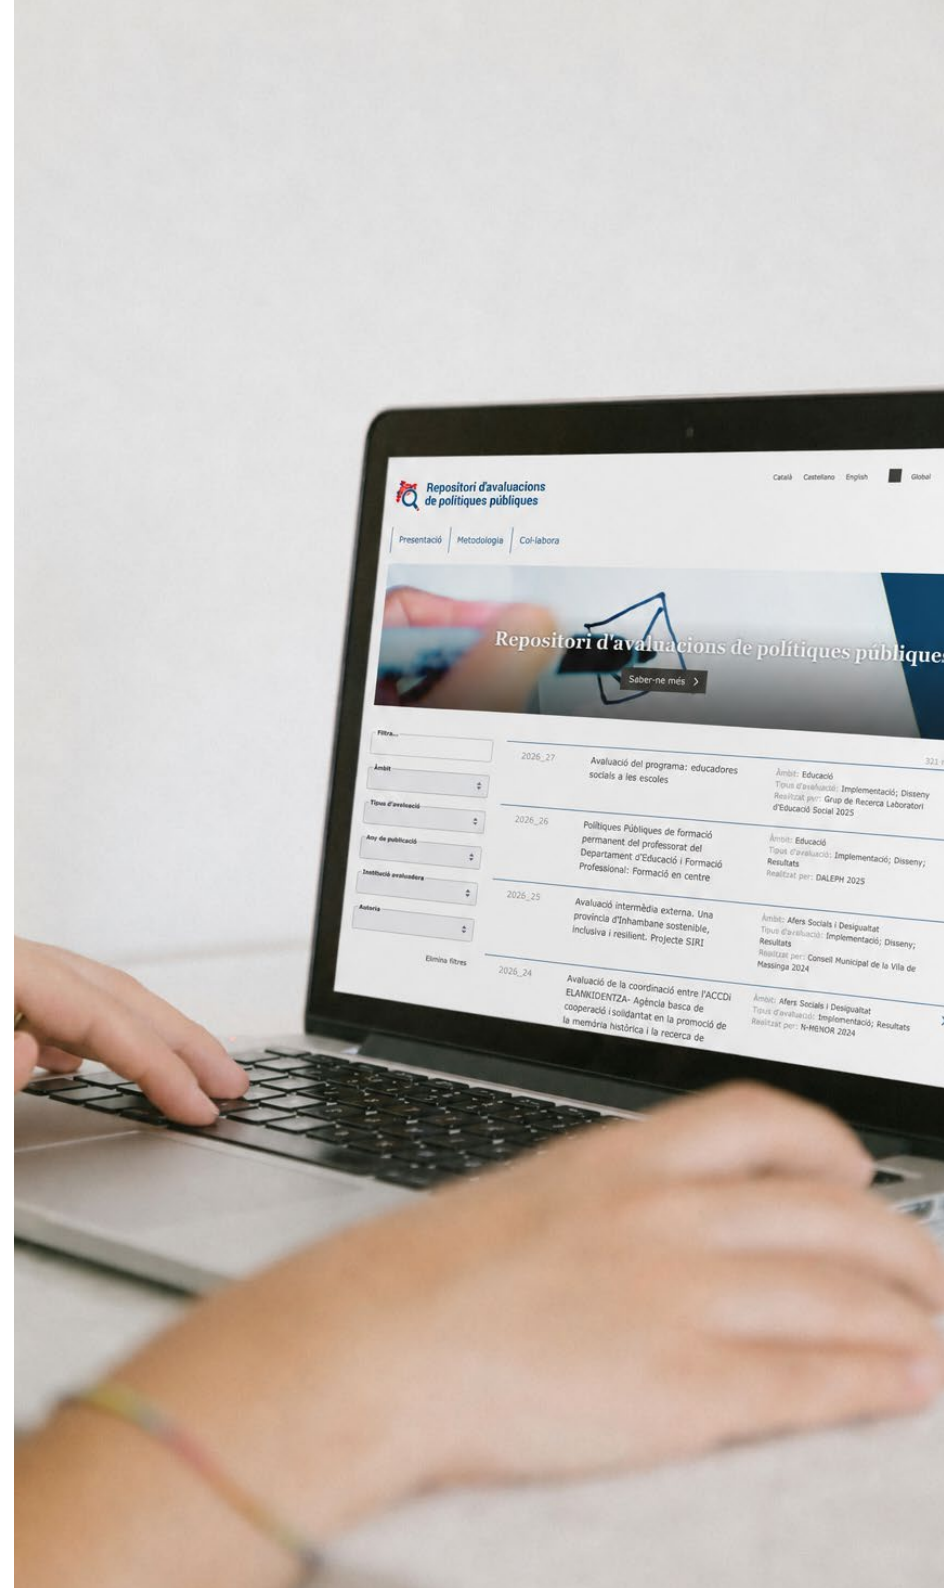 Repositori d'avaluacions
de polítiques públiques
Català Castellano English Global
Presentació Metodologia Col·labora
Repositori d'avaluacions de polítiques públiques
Saber-ne més
Filtra...
Àmbit
Tipus d'avaluació
Any de publicació
Institució avaluadora
Autoria
Elimina filtres
321
2026_27
Avaluació del programa: educadores
socials a les escoles
Àmbit: Educació
Tipus d'avaluació: Implementació; Disseny
Realitzat per: Grup de Recerca Laboratori
d'Educació Social 2025
2026_26
Polítiques Públiques de formació
permanent del professorat del
Departament d'Educació i Formació
Professional: Formació en centre
Àmbit: Educació
Tipus d'avaluació: Implementació; Disseny;
Resultats
Realitzat per: DALEPH 2025
2026_25
Avaluació intermèdia externa. Una
província d'Inhambane sostenible,
inclusiva i resilient. Projecte SIRI
Àmbit: Afers Socials i Desigualtat
Tipus d'avaluació: Implementació; Disseny;
Resultats
Realitzat per: Consell Municipal de la Vila de
Massinga 2024
2026_24
Avaluació de la coordinació entre l'ACCDi
ELANKIDENTZA- Agència basca de
cooperació i solidaritat en la promoció de
la memòria històrica i la recerca de
Àmbit: Afers Socials i Desigualtat
Tipus d'avaluació: Implementació; Resultats
Realitzat per: N-MENOR 2024